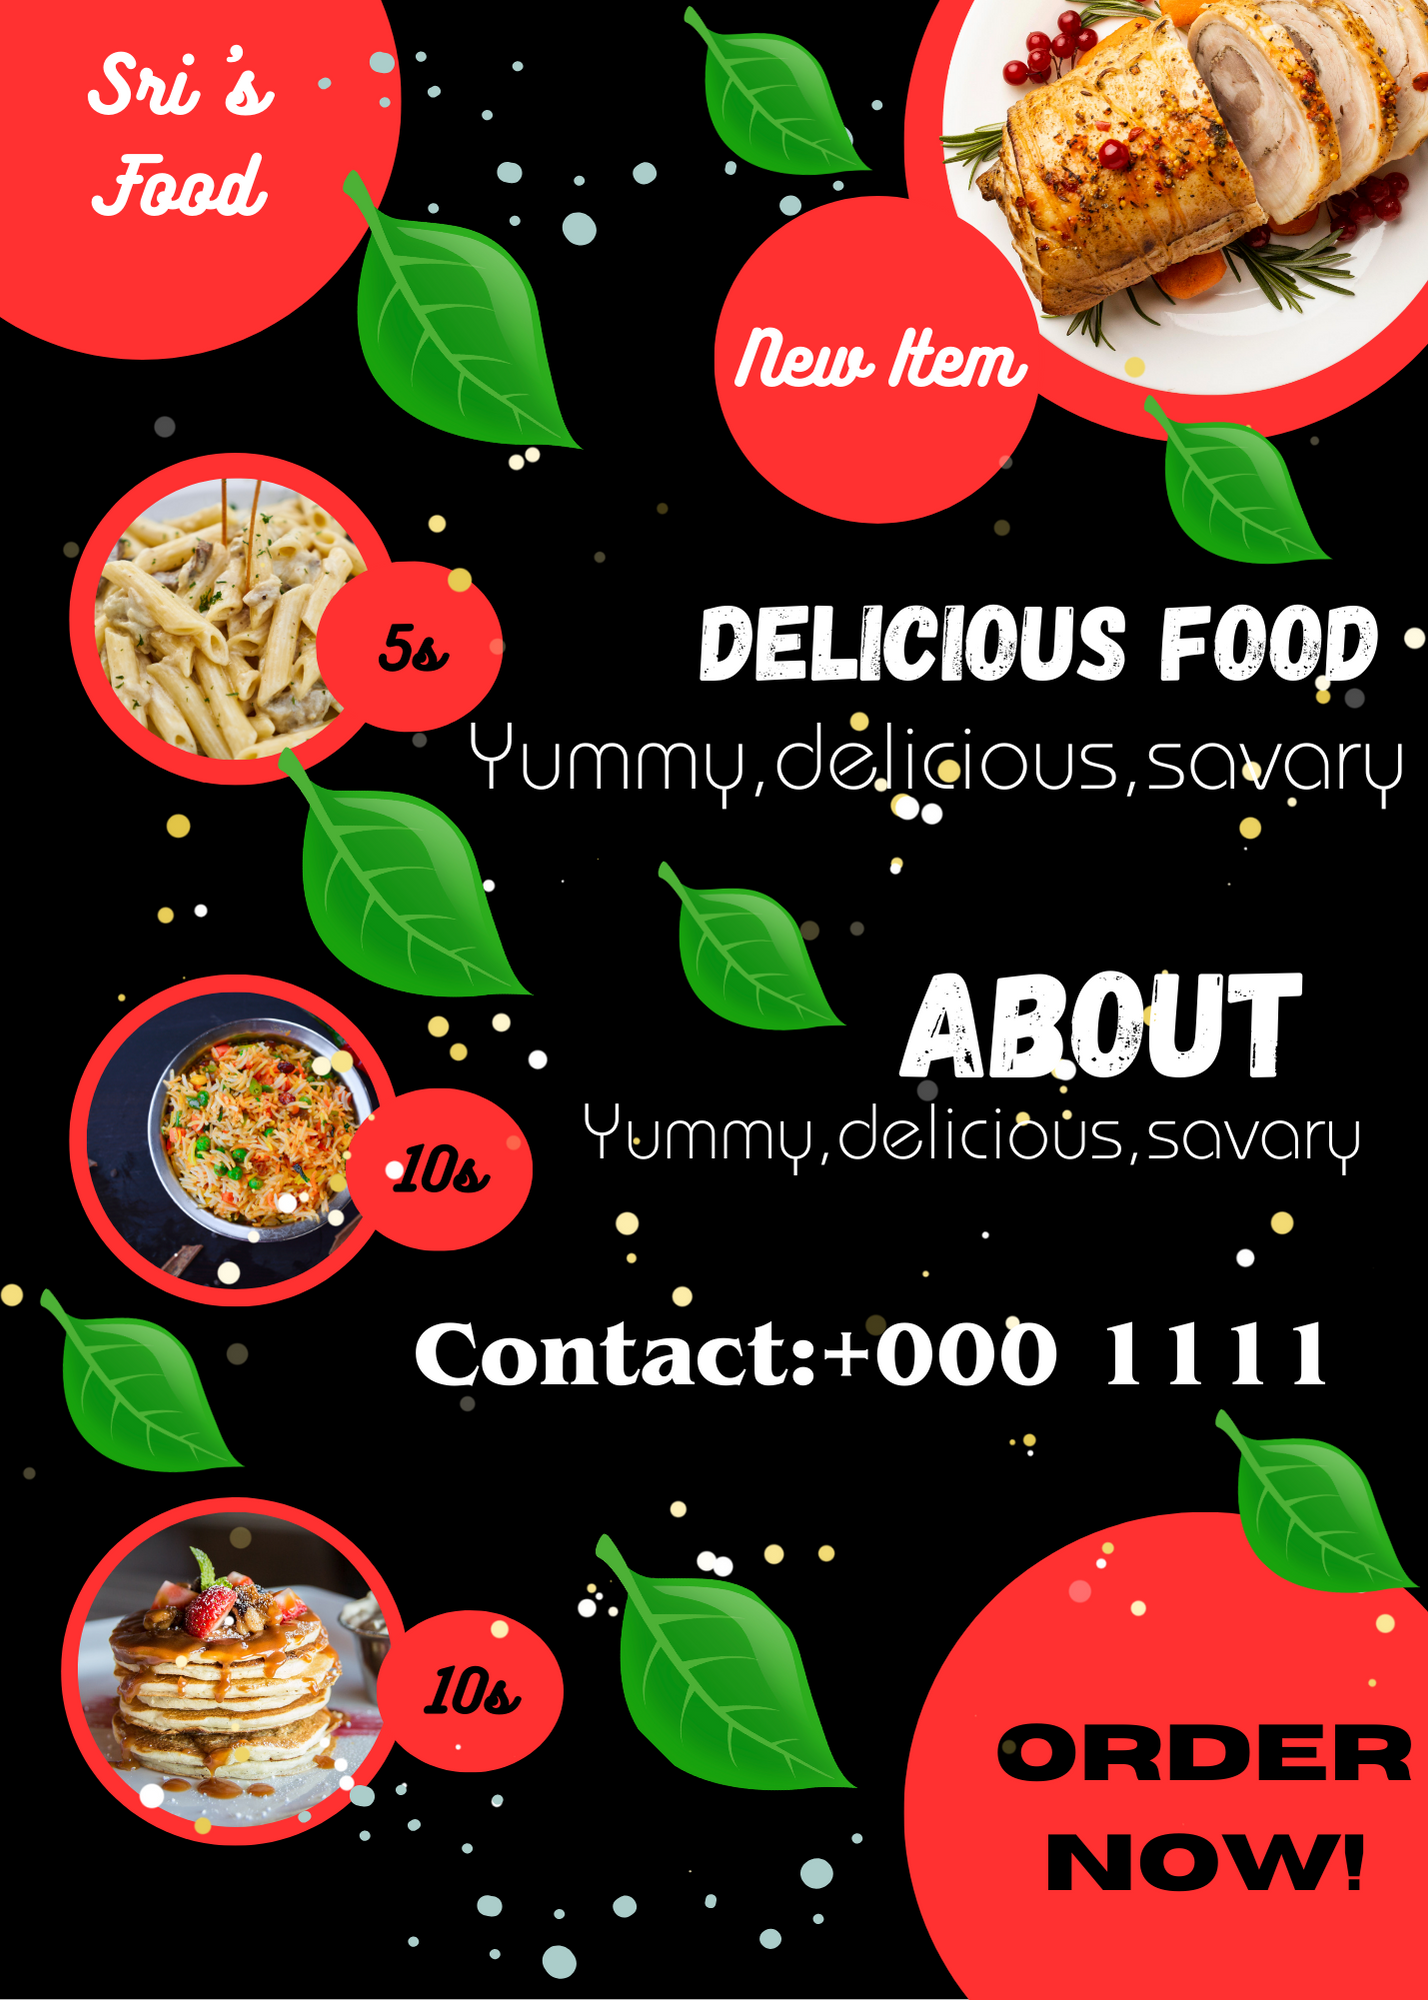 Sri's
Food
New Item
5s
DELICIOUS FOOD
Yummy,delicious,savary
ABOUT
Yummy,delicious,savary
10s
Contact:+000 1111
10s
ORDER
NOW!